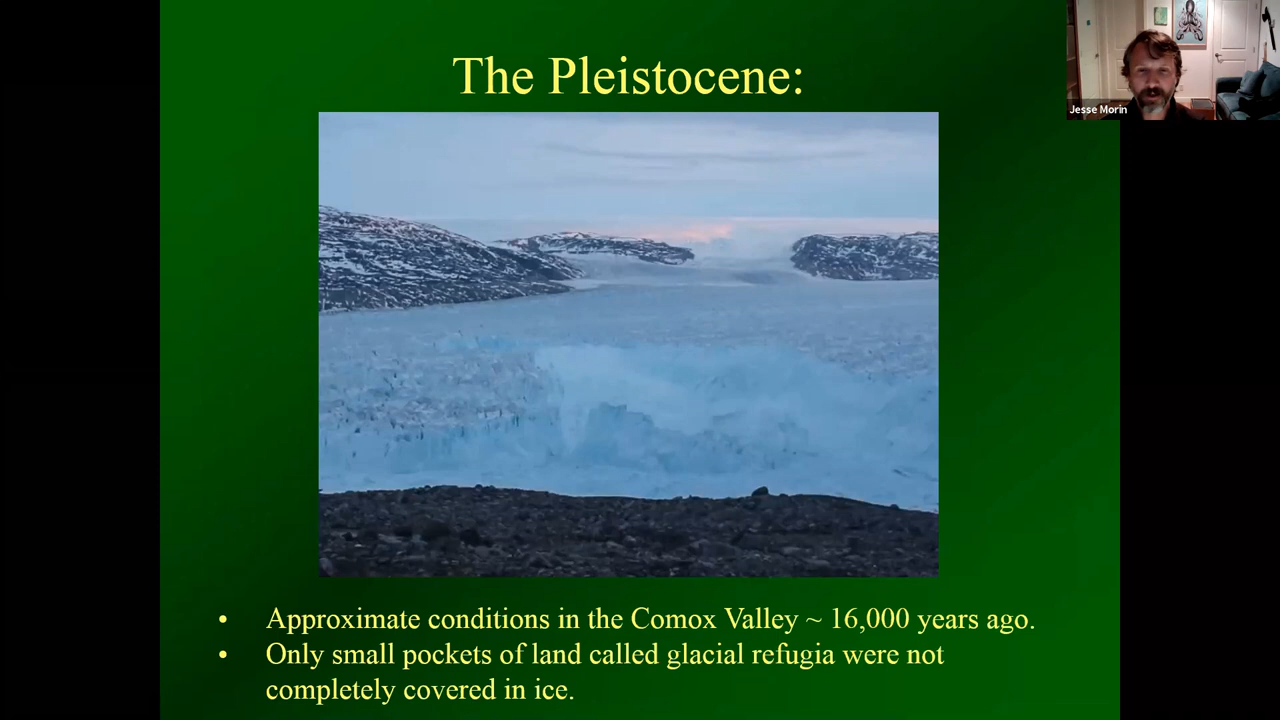 The Pleistocene:
Jesse Morin
• Approximate conditions in the Comox Valley ~ 16,000 years ago.
• Only small pockets of land called glacial refugia were not
completely covered in ice.